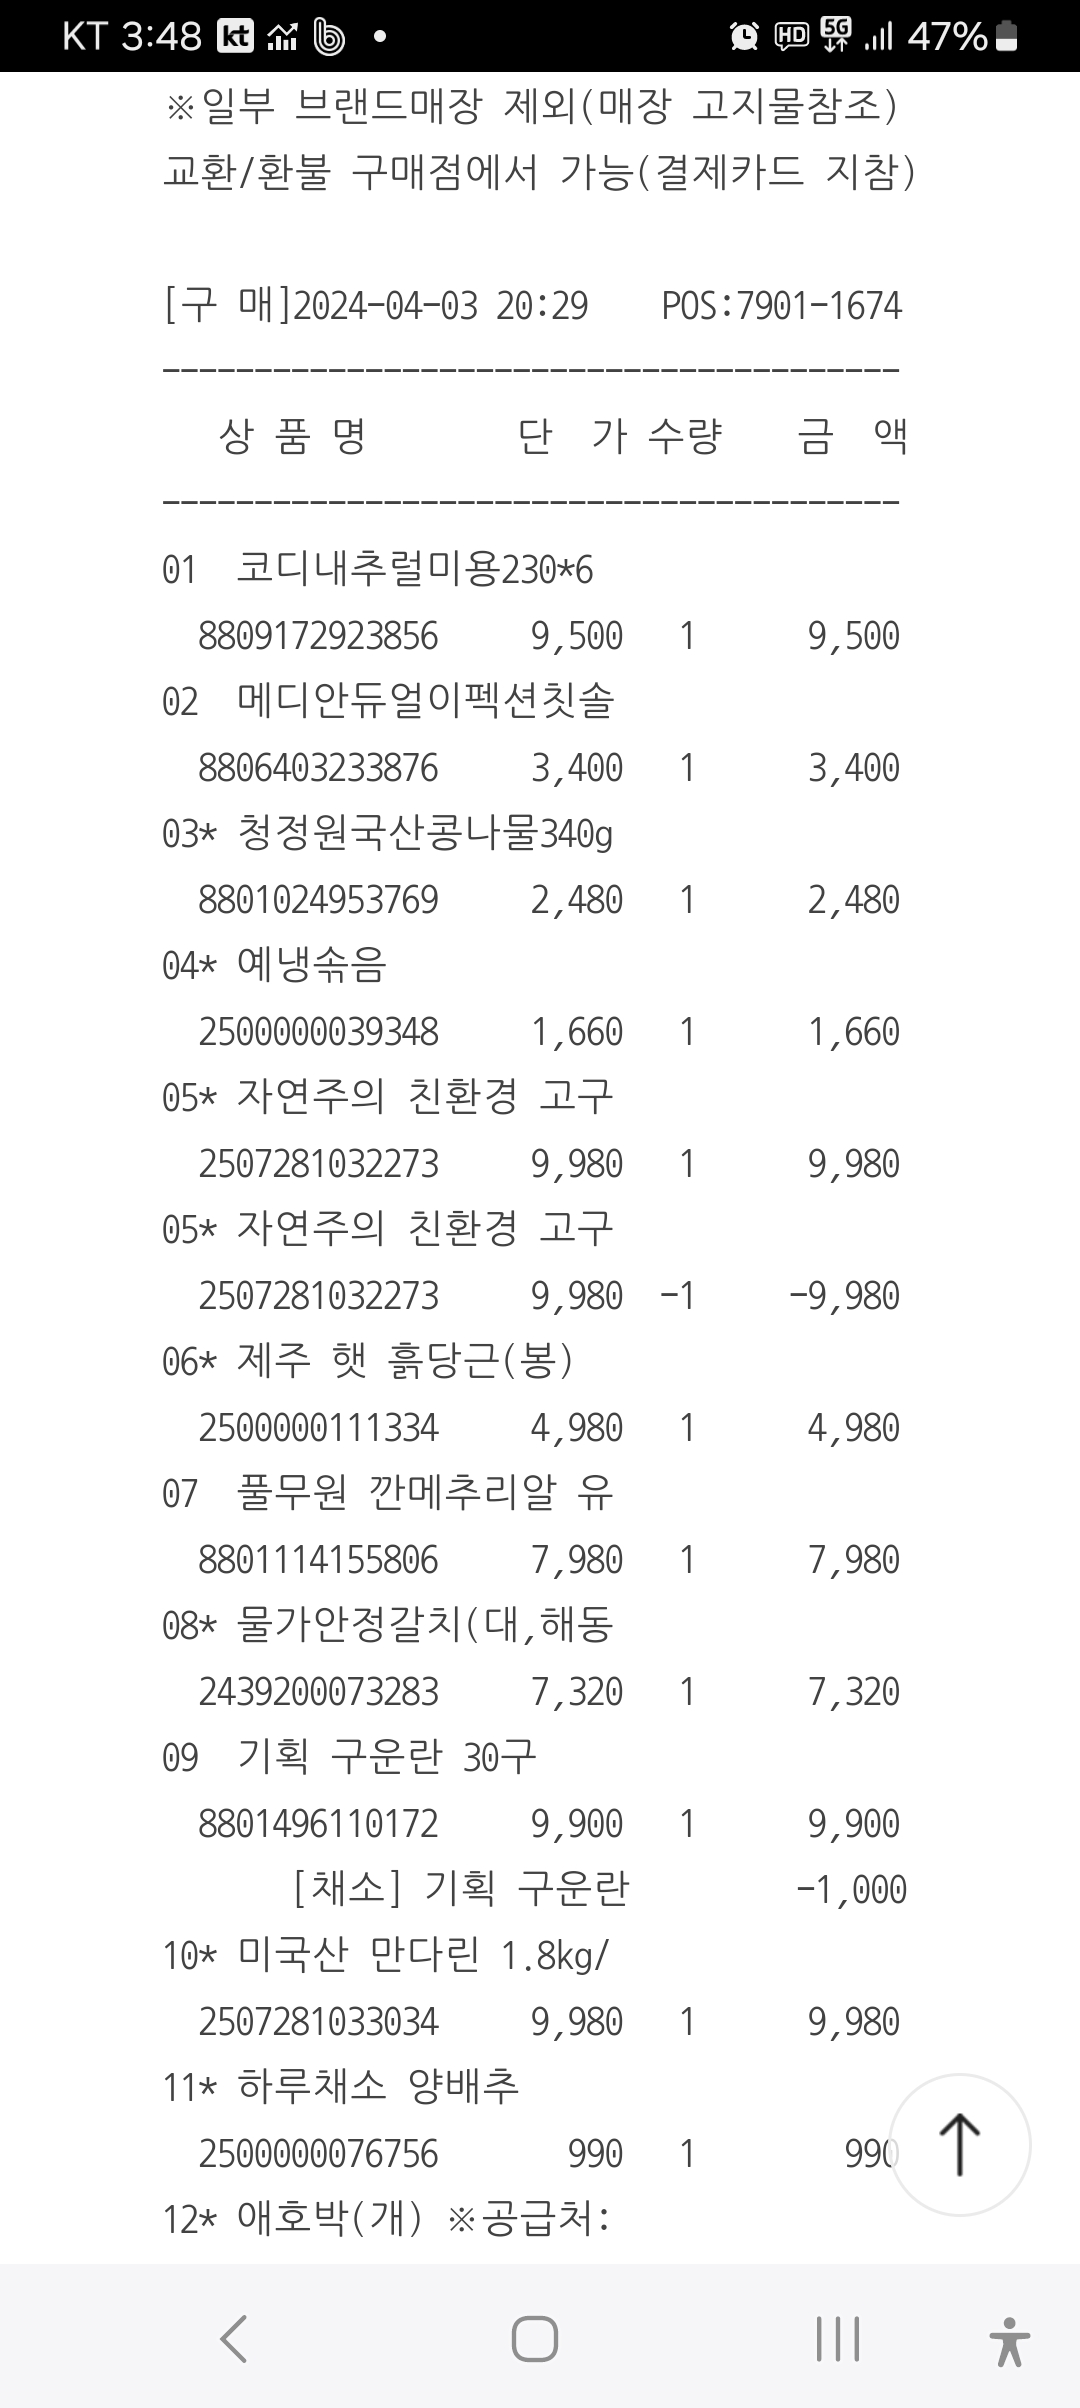 KT 3:48 kt HD 5G 47%
※일부 브랜드매장 제외(매장 고지물참조)
교환/환불 구매점에서 가능(결제카드 지참)
[구 매]2024-04-03 20:29 POS:7901-1674
----------------------------------------
상 품 명 단 가 수량 금 액
----------------------------------------
01 코디내추럴미용230*6
8809172923856 9,500 1 9,500
02 메디안듀얼이펙션칫솔
8806403233876 3,400 1 3,400
03* 청정원국산콩나물340g
8801024953769 2,480 1 2,480
04* 예냉솎음
2500000039348 1,660 1 1,660
05* 자연주의 친환경 고구
2507281032273 9,980 1 9,980
05* 자연주의 친환경 고구
2507281032273 9,980 -1 -9,980
06* 제주 햇 흙당근(봉)
2500000111334 4,980 1 4,980
07 풀무원 깐메추리알 유
8801114155806 7,980 1 7,980
08* 물가안정갈치(대,해동
2439200073283 7,320 1 7,320
09 기획 구운란 30구
8801496110172 9,900 1 9,900
[채소] 기획 구운란 -1,000
10* 미국산 만다린 1.8kg/
2507281033034 9,980 1 9,980
11* 하루채소 양배추
2500000076756 990 1 990
12* 애호박(개) ※공급처: